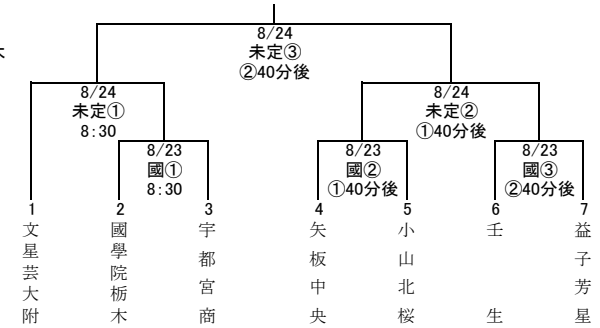 8/24
未定③
②40分後
8/24
未定①
8:30
8/24
未定②
①40分後
8/23
國①
8:30
8/23
國②
①40分後
8/23
國③
②40分後
1
2
3
4
5
6
7
文星芸大附
國學院栃木
宇都宮商
矢板中央
小山北桜
壬生
益子芳星